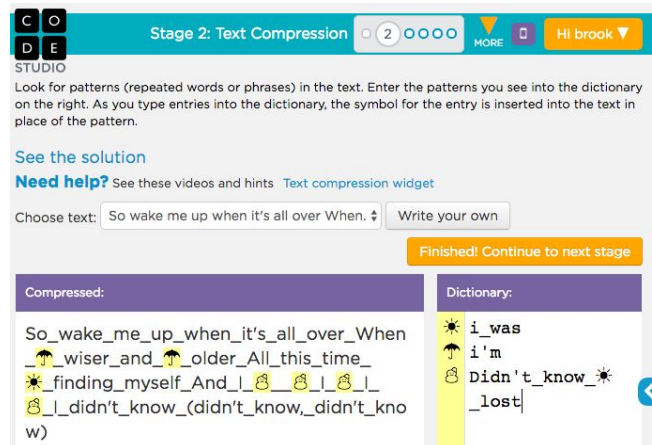 C O
D E
STUDIO
Stage 2: Text Compression
2
MORE
Hi brook
Look for patterns (repeated words or phrases) in the text. Enter the patterns you see into the dictionary
on the right. As you type entries into the dictionary, the symbol for the entry is inserted into the text in
place of the pattern.
See the solution
Need help? See these videos and hints Text compression widget
Choose text: So wake me up when it's all over When. Write your own
Finished! Continue to next stage
Compressed:
So_wake_me_up_when_it's_all_over_When
_☂_wiser_and_☂_older_All_this_time_
☀_finding_myself_And_I_☃__☃_I_☃_I_
☃_I_didn't_know_(didn't_know,_didn't_kno
w)
Dictionary:
☀ i_was
☂ i'm
☃ Didn't_know_☀
_lost